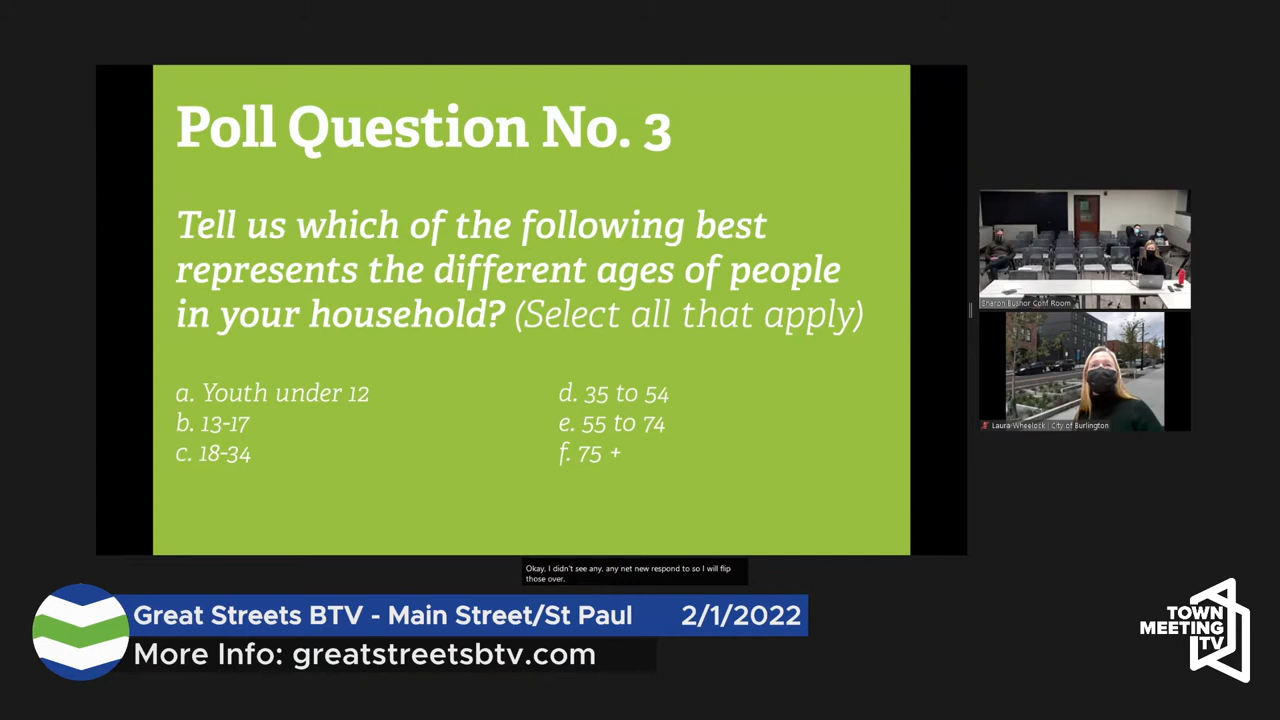 Poll Question No. 3
Tell us which of the following best
represents the different ages of people
in your household? (Select all that apply)
a. Youth under 12
b. 13-17
c. 18-34
d. 35 to 54
e. 55 to 74
f. 75 +
Sharon Bushor Conf Room
Laura Wheelock | City of Burlington
Okay, I didn't see any, any net new respond to so I will flip
those over.
Great Streets BTV - Main Street/St Paul 2/1/2022
More Info: greatstreetsbtv.com
TOWN
MEETING
TV